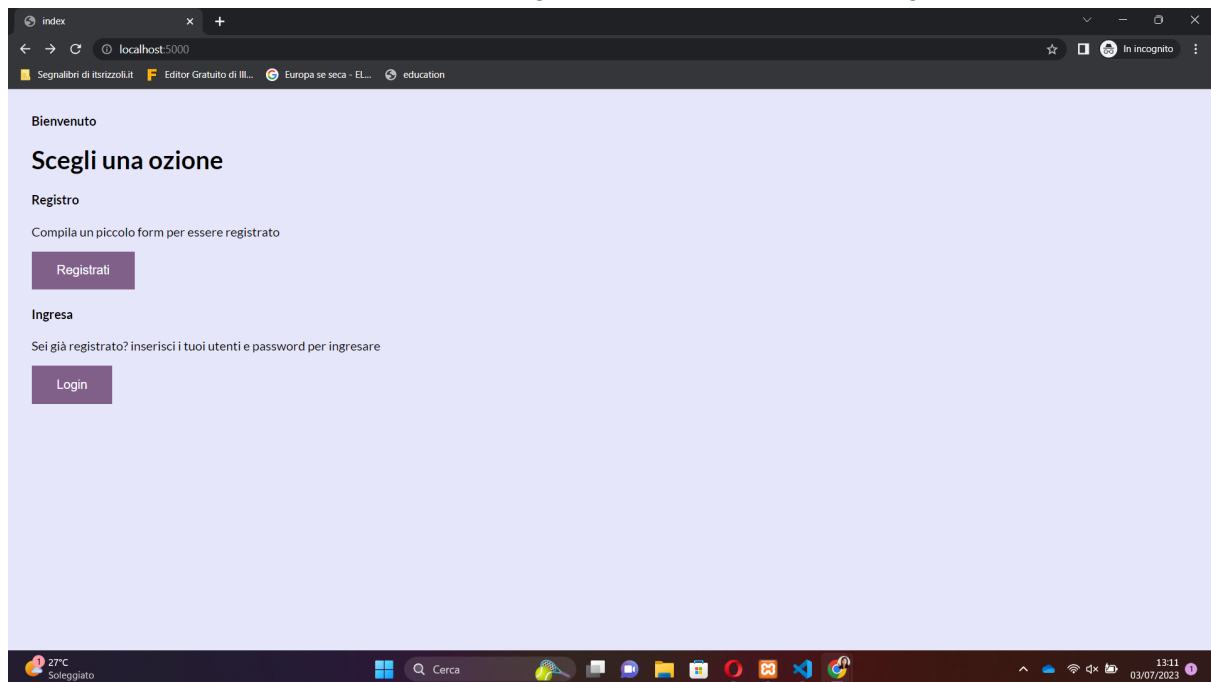 index
localhost:5000
In incognito
Segnalibri di itsrizzoli.it
Editor Gratuito di Ill...
Europa se seca - EL...
education
Bienvenuto
Scegli una ozione
Registro
Compila un piccolo form per essere registrato
Registrati
Ingresa
Sei già registrato? inserisci i tuoi utenti e password per ingresare
Login
1
27°C
Soleggiato
Cerca
13:11
03/07/2023
1